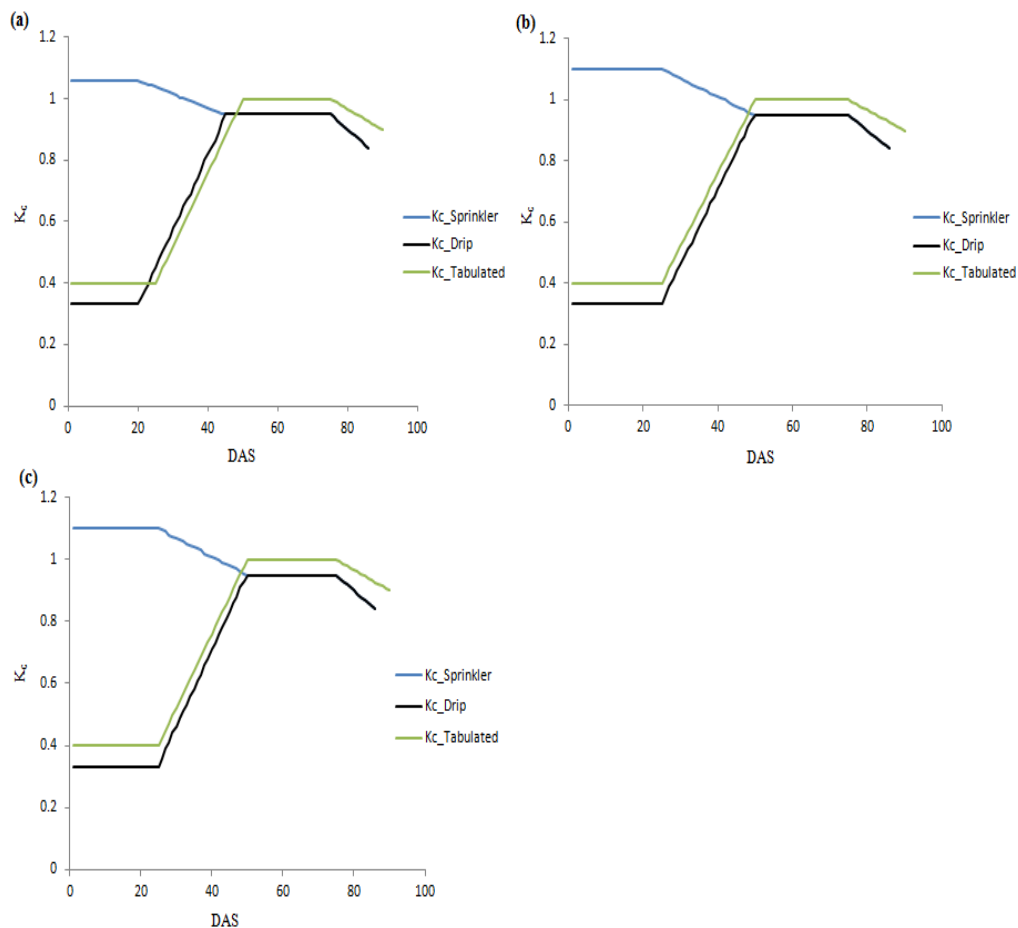 (a)
1.2
1
0.8
0.6
0.4
0.2
0
0 20 40 60 80 100
Kc
DAS
Kc_Sprinkler
Kc_Drip
Kc_Tabulated
(b)
1.2
1
0.8
0.6
0.4
0.2
0
0 20 40 60 80 100
Kc
DAS
Kc_Sprinkler
Kc_Drip
Kc_Tabulated
(c)
1.2
1
0.8
0.6
0.4
0.2
0
0 20 40 60 80 100
Kc
DAS
Kc_Sprinkler
Kc_Drip
Kc_Tabulated